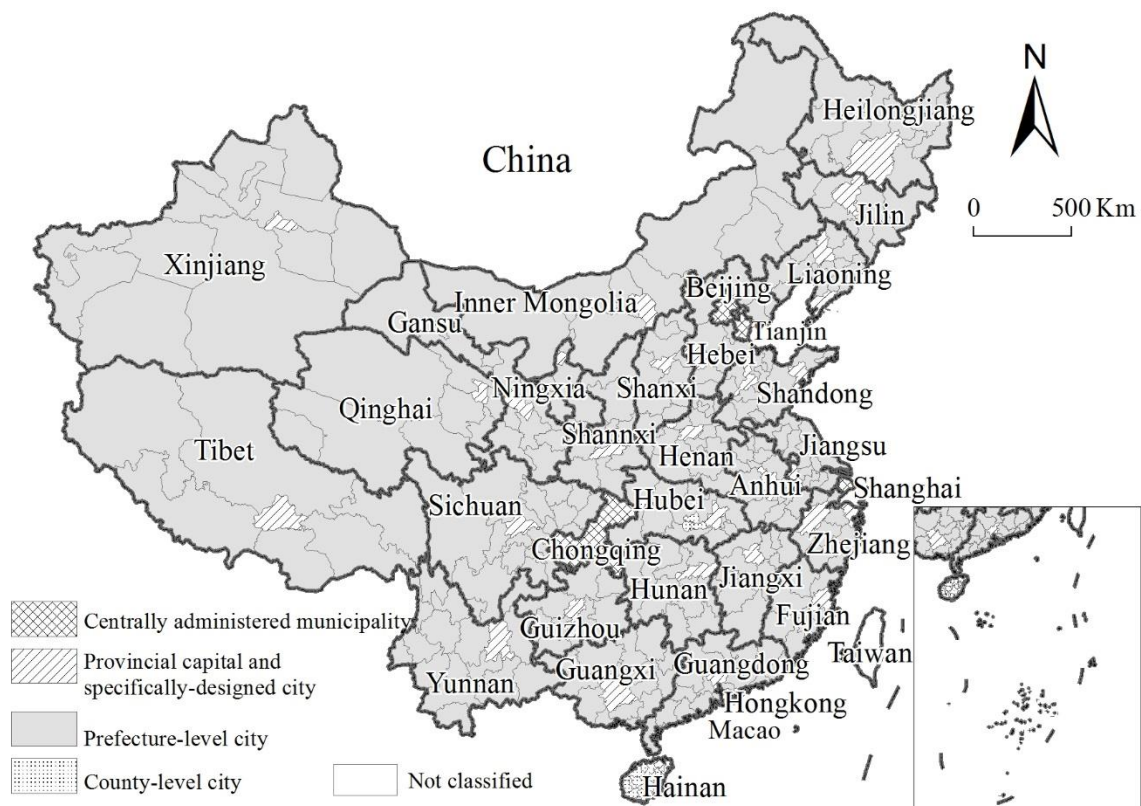 N
China
0 500 Km
Heilongjiang
Jilin
Liaoning
Xinjiang
Inner Mongolia
Beijing
Gansu
Tianjin
Hebei
Ningxia
Shanxi
Shandong
Qinghai
Shannxi
Henan
Jiangsu
Tibet
Sichuan
Hubei
Anhui
Shanghai
Chongqing
Zhejiang
Hunan
Jiangxi
Fujian
Guizhou
Taiwan
Yunnan
Guangxi
Guangdong
Hongkong
Macao
Hainan
Centrally administered municipality
Provincial capital and
specifically-designed city
Prefecture-level city
County-level city
Not classified